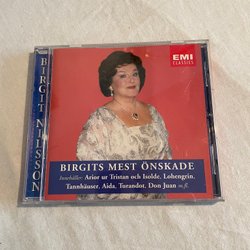 EMI
CLASSICS
BIRGIT NILSSON
BIRGITS MEST ÖNSKADE
Innehåller: Arior ur Tristan och Isolde, Lohengrin,
Tannhäuser, Aida, Turandot, Don Juan m.fl.